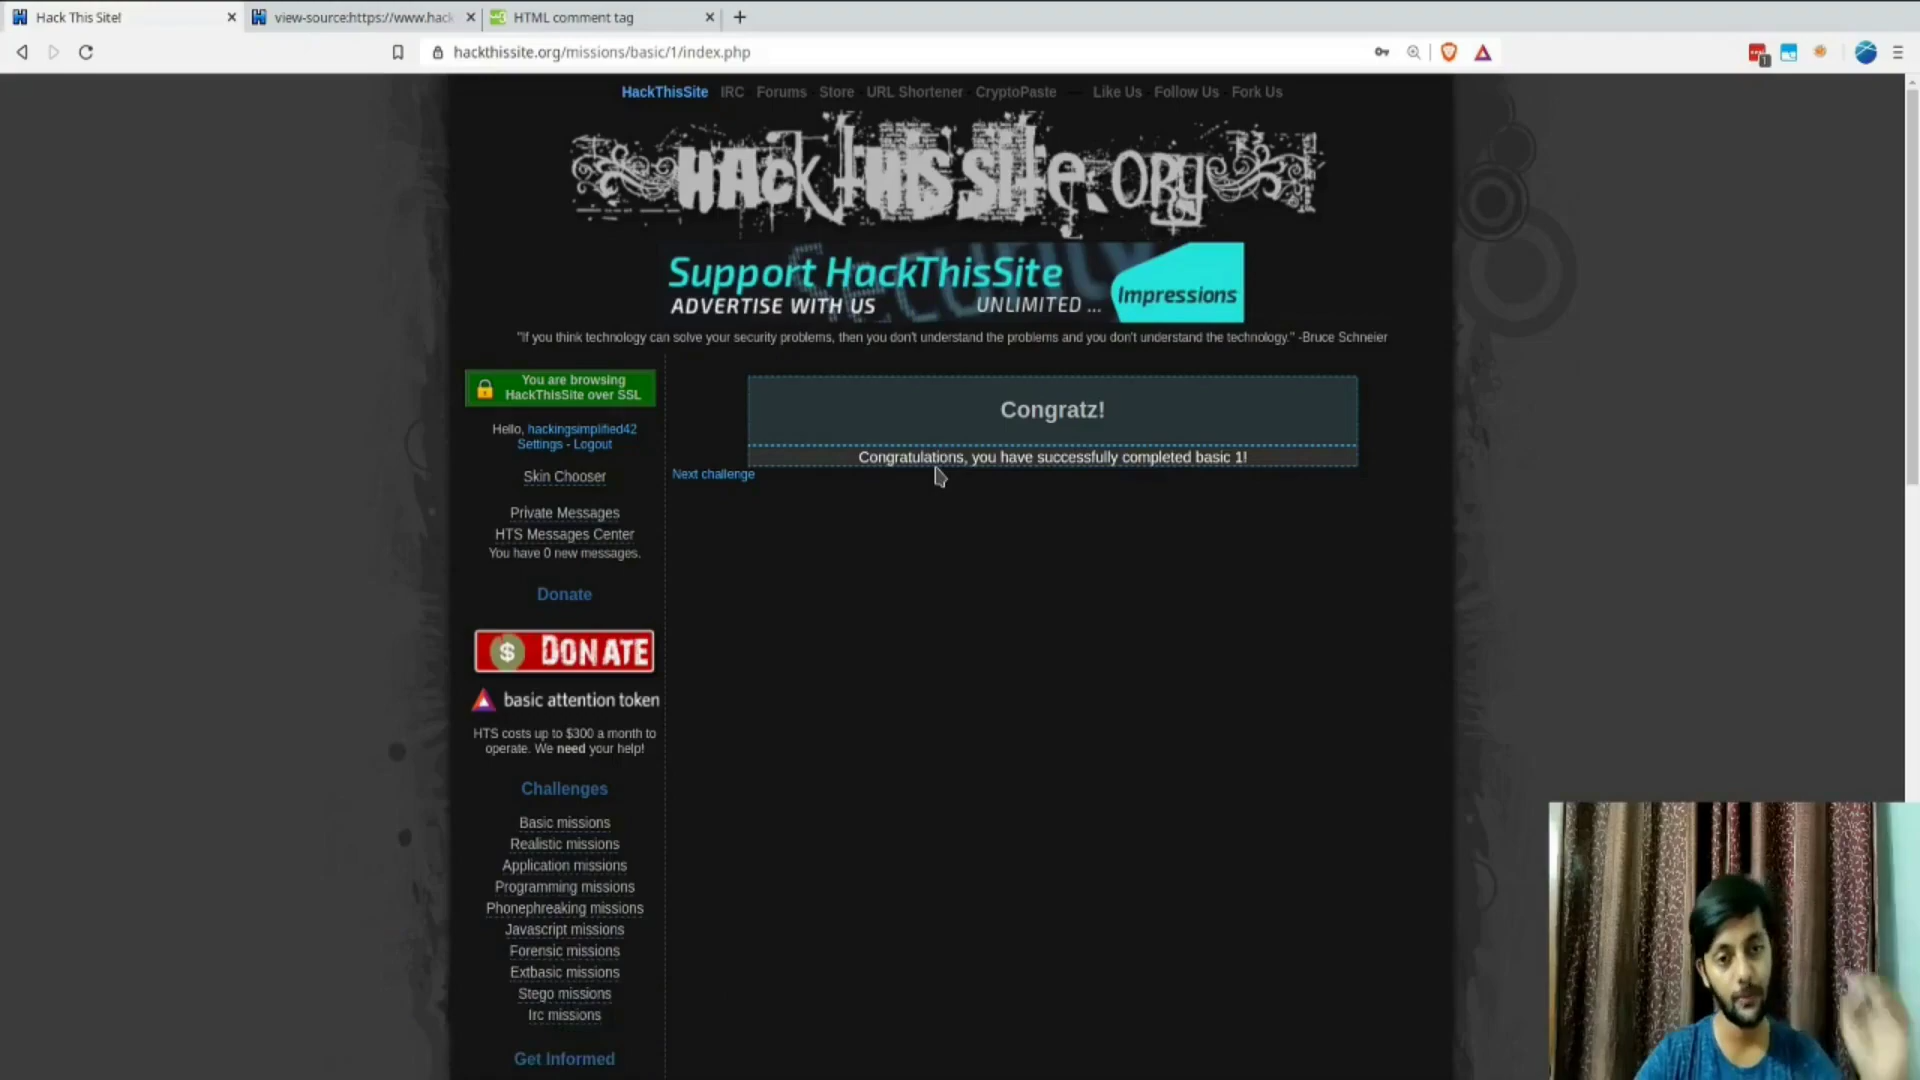 Hack This Site!
view-source:https://www.hack
HTML comment tag
hackthissite.org/missions/basic/1/index.php
1
HackThisSite IRC Forums Store URL Shortener CryptoPaste — Like Us Follow Us Fork Us
HackThisSite.org
Support HackThisSite
ADVERTISE WITH US UNLIMITED ...
Impressions
"If you think technology can solve your security problems, then you don't understand the problems and you don't understand the technology." -Bruce Schneier
You are browsing
HackThisSite over SSL
Hello, hackingsimplified42
Settings - Logout
Skin Chooser
Private Messages
HTS Messages Center
You have 0 new messages.
Donate
$ DONATE
basic attention token
HTS costs up to $300 a month to
operate. We need your help!
Challenges
Basic missions
Realistic missions
Application missions
Programming missions
Phonephreaking missions
Javascript missions
Forensic missions
Extbasic missions
Stego missions
Irc missions
Get Informed
Congratz!
Congratulations, you have successfully completed basic 1!
Next challenge